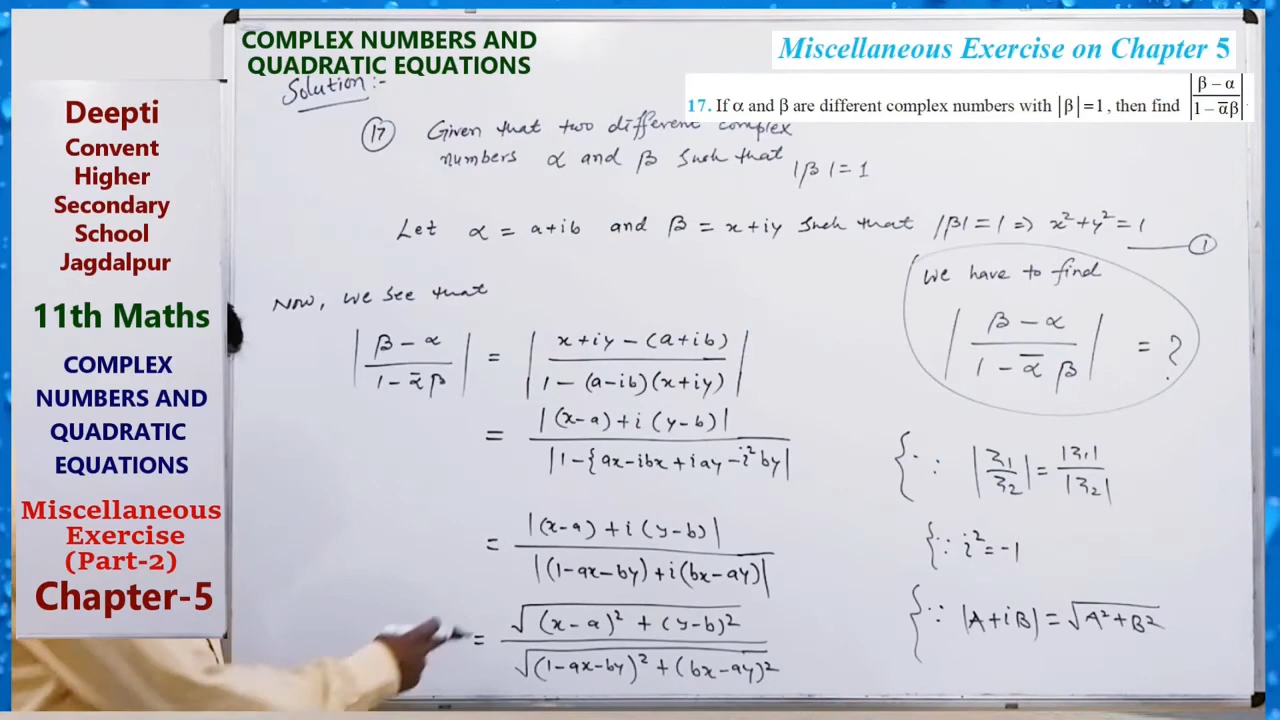 COMPLEX NUMBERS AND
QUADRATIC EQUATIONS
Miscellaneous Exercise on Chapter 5
17. If α and β are different complex numbers with |β|=1, then find |β – α / 1 – ᾱβ|.
Deepti
Convent
Higher
Secondary
School
Jagdalpur
11th Maths
COMPLEX
NUMBERS AND
QUADRATIC
EQUATIONS
Miscellaneous
Exercise
(Part-2)
Chapter-5
Solution:-
(17) Given that two different complex
numbers α and β such that |β|=1
Let α = a+ib and β = x+iy such that |β|=1 ⇒ x²+y²=1 —(1)
we have to find
|β – α / 1 – ᾱ β| = ?
Now, we see that
|β – α / 1 – ᾱ β| = |x+iy – (a+ib) / 1 – (a–ib)(x+iy)|
= |(x–a)+i(y–b)| / |1–{ax–ibx+iay–i²by|
{∵ |z₁/z₂| = |z₁|/|z₂|
= |(x–a)+i(y–b)| / |(1–ax–by)+i(bx–ay)|
{∵ i²=–1
= √(x–a)²+(y–b)² / √(1–ax–by)²+(bx–ay)²
{∵ |A+iB| = √A²+B²